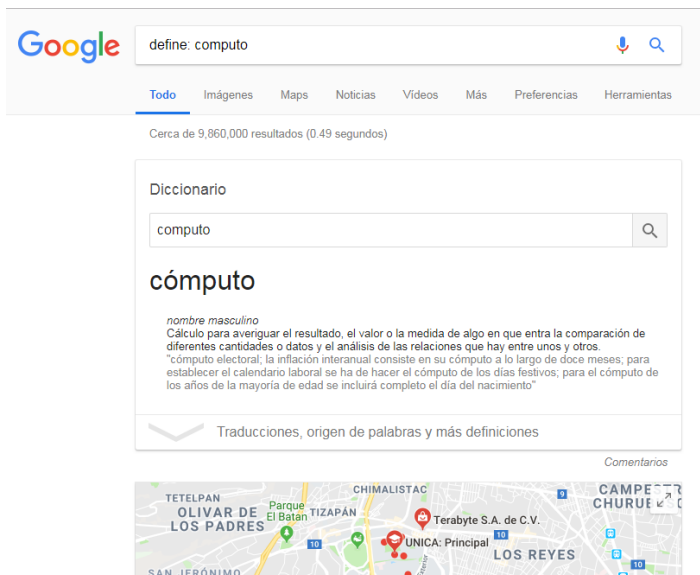 Google
define: computo
Todo Imágenes Maps Noticias Vídeos Más Preferencias Herramientas
Cerca de 9,860,000 resultados (0.49 segundos)
Diccionario
computo
cómputo
nombre masculino
Cálculo para averiguar el resultado, el valor o la medida de algo en que entra la comparación de
diferentes cantidades o datos y el análisis de las relaciones que hay entre unos y otros.
"cómputo electoral; la inflación interanual consiste en su cómputo a lo largo de doce meses; para
establecer el calendario laboral se ha de hacer el cómputo de los días festivos; para el cómputo de
los años de la mayoría de edad se incluirá completo el día del nacimiento"
Traducciones, origen de palabras y más definiciones
Comentarios
TETELPAN
OLIVAR DE
LOS PADRES
Parque
El Batan
TIZAPÁN
CHIMALISTAC
9
Terabyte S.A. de C.V.
10
UNICA: Principal
10
LOS REYES
10
10
SAN JERÓNIMO